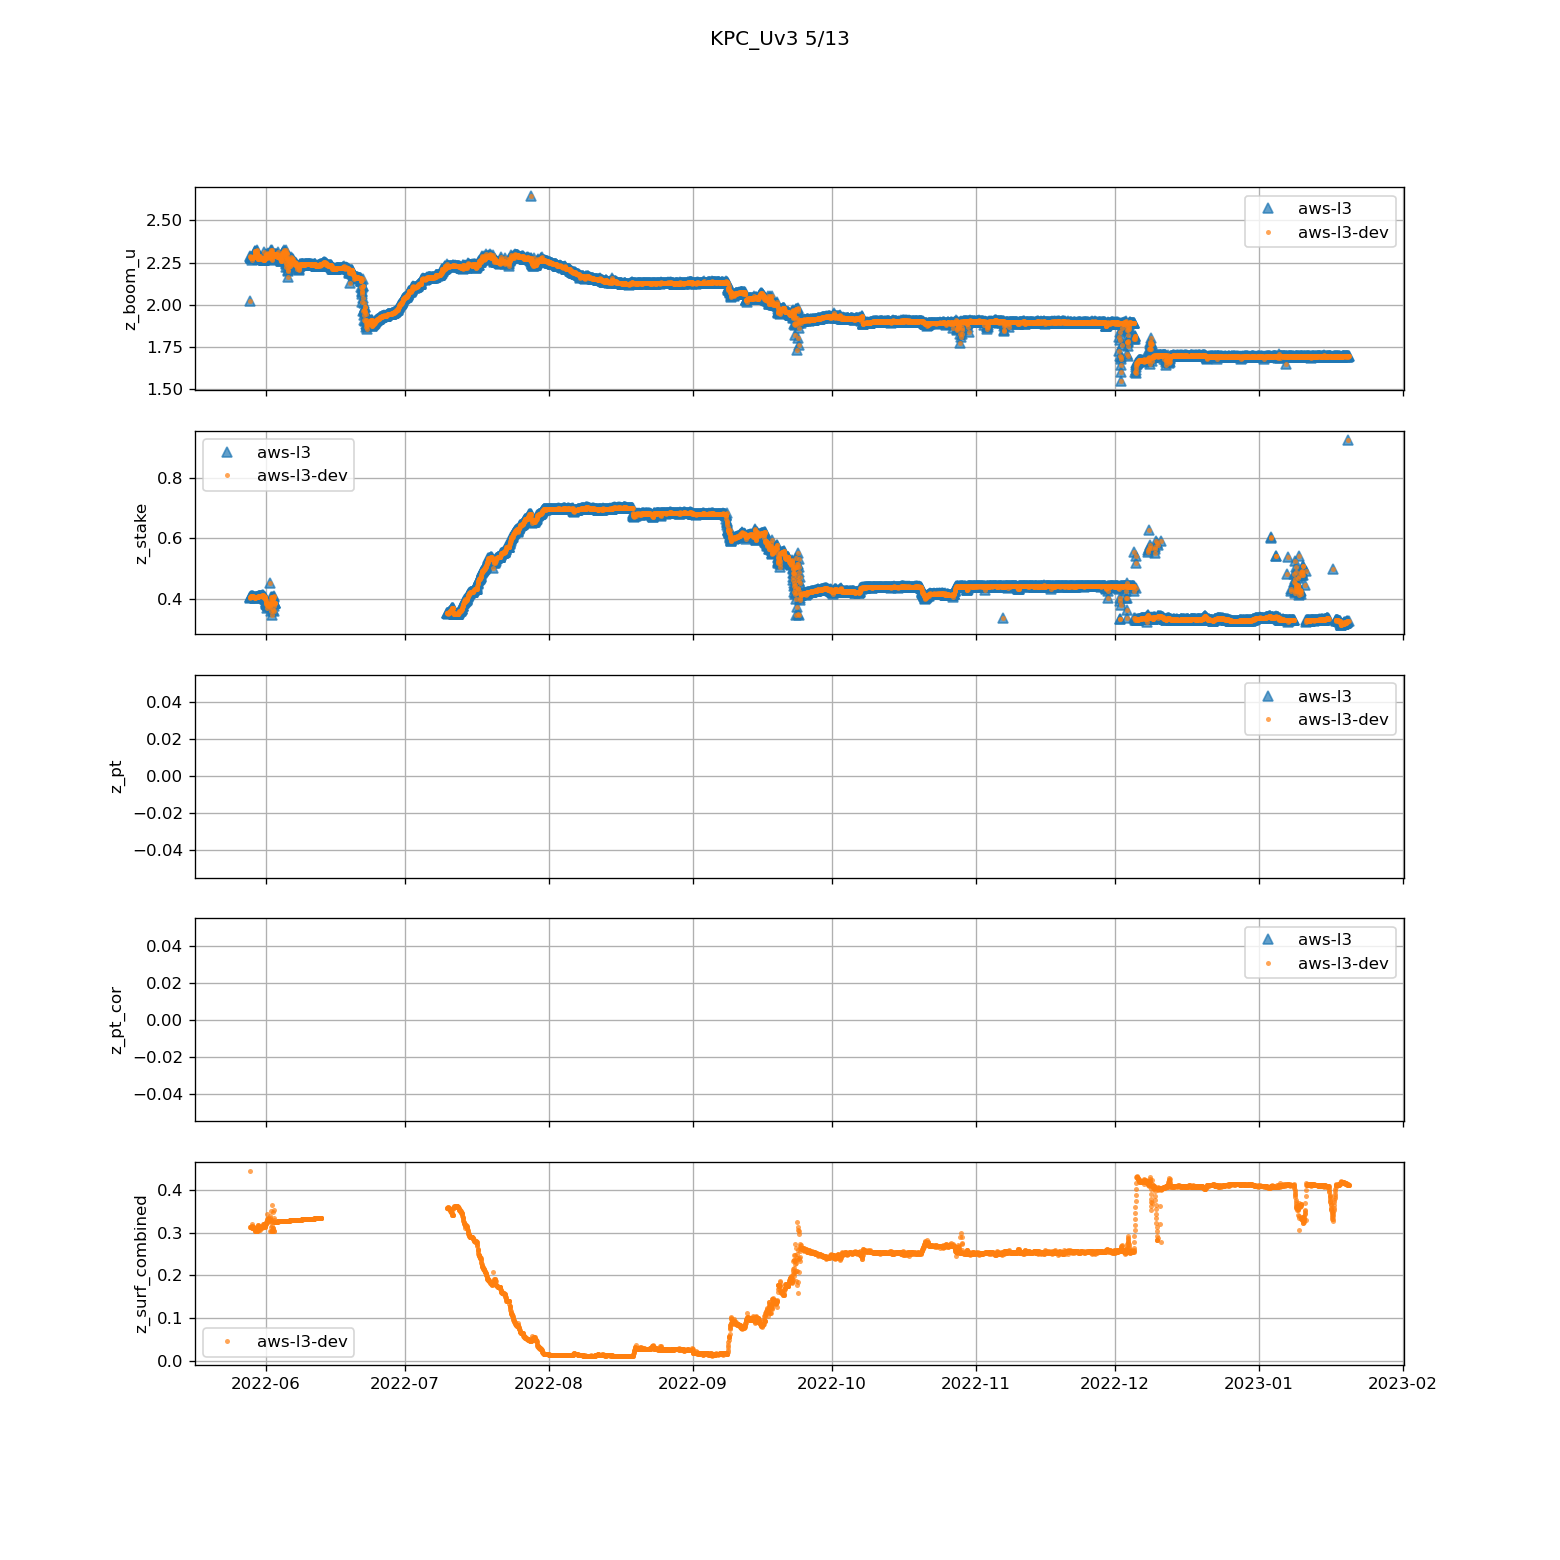 KPC_Uv3 5/13
z_boom_u
2.50
2.25
2.00
1.75
1.50
aws-l3
aws-l3-dev
z_stake
0.8
0.6
0.4
aws-l3
aws-l3-dev
z_pt
0.04
0.02
0.00
−0.02
−0.04
aws-l3
aws-l3-dev
z_pt_cor
0.04
0.02
0.00
−0.02
−0.04
aws-l3
aws-l3-dev
z_surf_combined
0.4
0.3
0.2
0.1
0.0
aws-l3-dev
2022-06 2022-07 2022-08 2022-09 2022-10 2022-11 2022-12 2023-01 2023-02